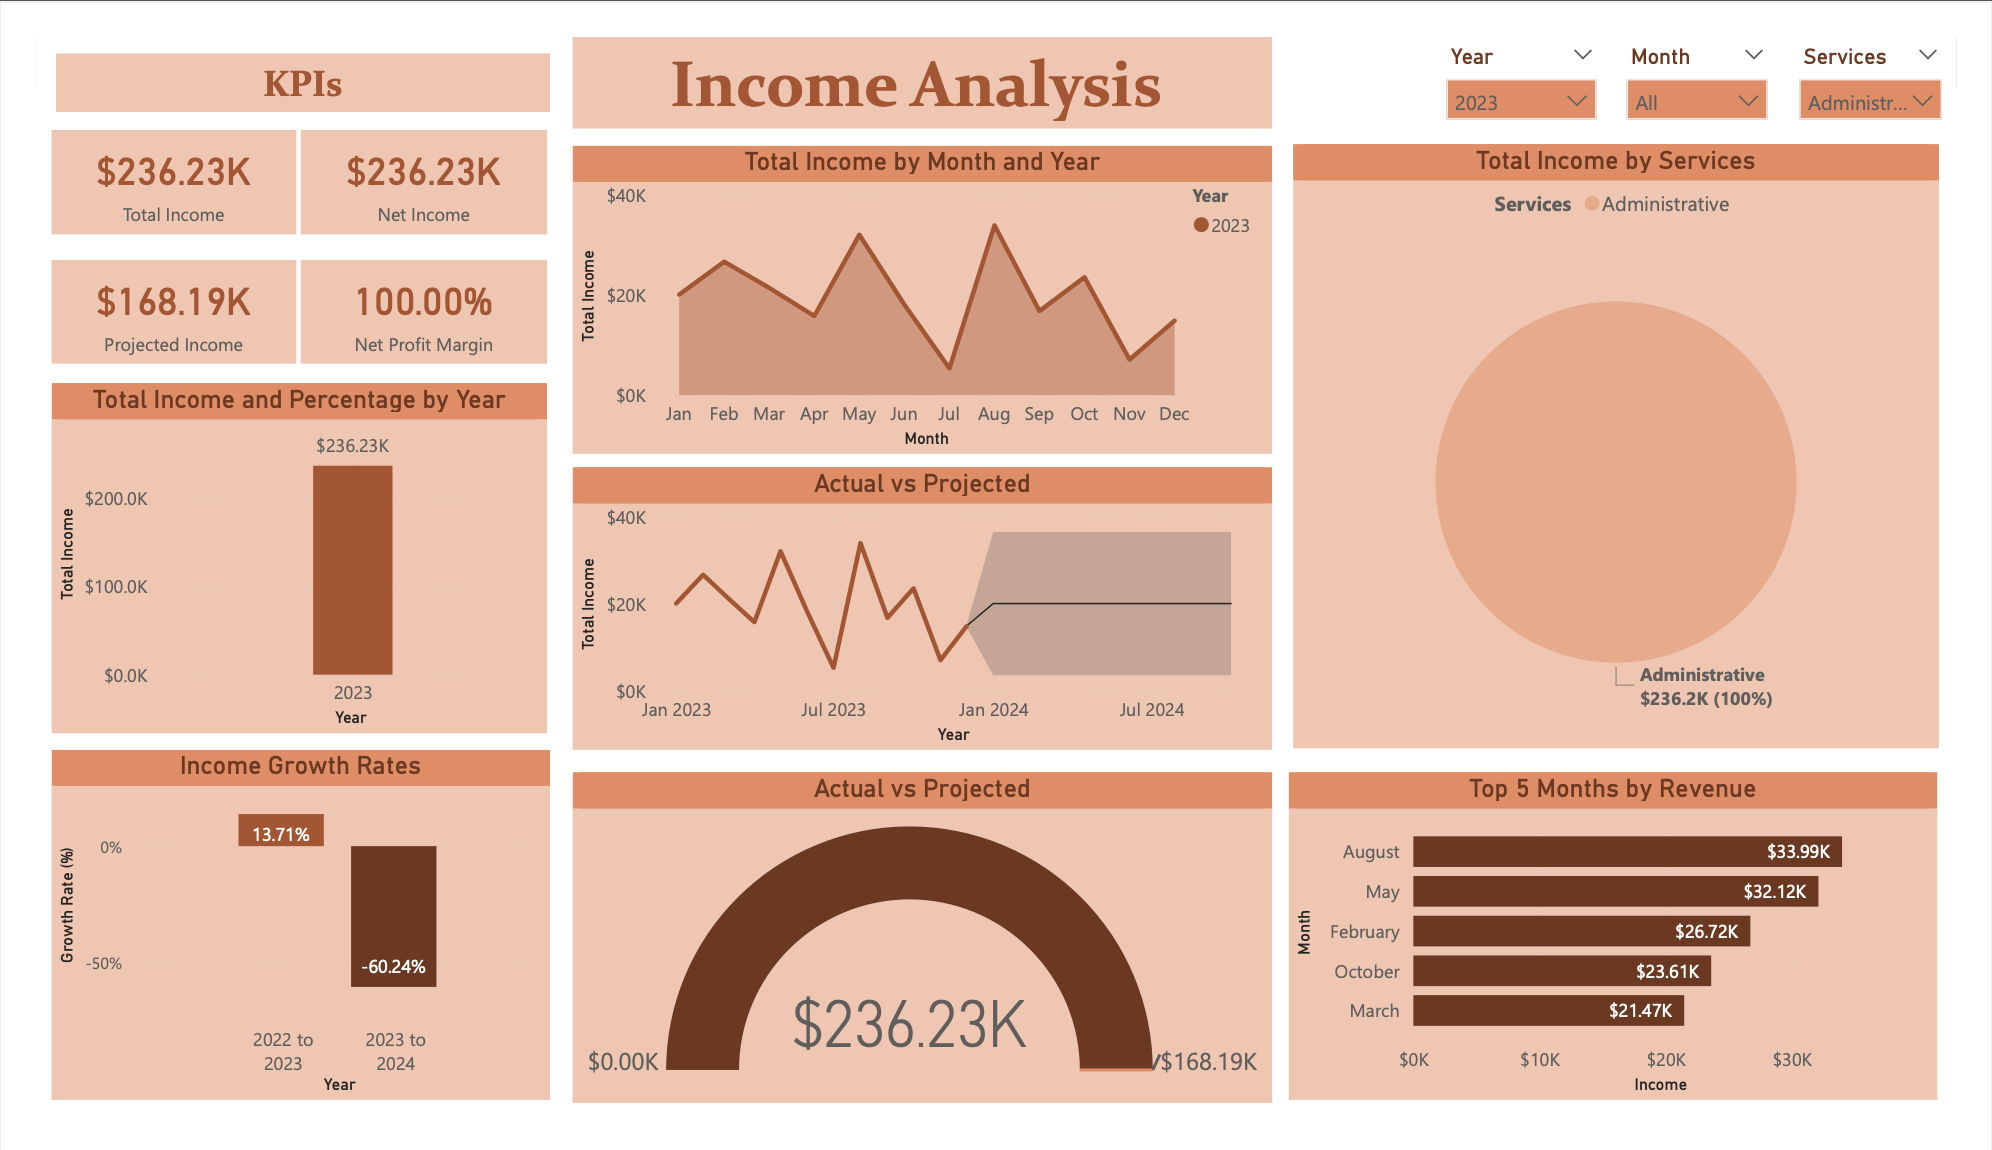 KPIs
Income Analysis
Year
Month
Services
2023
All
Administr...
$236.23K
Total Income
$236.23K
Net Income
$168.19K
Projected Income
100.00%
Net Profit Margin
Total Income and Percentage by Year
$236.23K
Total Income
$200.0K
$100.0K
$0.0K
2023
Year
Income Growth Rates
Growth Rate (%)
0%
-50%
13.71%
-60.24%
2022 to
2023
2023 to
2024
Year
Total Income by Month and Year
Total Income
$40K
$20K
$0K
Jan Feb Mar Apr May Jun Jul Aug Sep Oct Nov Dec
Month
Year
2023
Actual vs Projected
Total Income
$40K
$20K
$0K
Jan 2023 Jul 2023 Jan 2024 Jul 2024
Year
Actual vs Projected
$236.23K
$0.00K
$168.19K
Total Income by Services
Services Administrative
Administrative
$236.2K (100%)
Top 5 Months by Revenue
Month
August $33.99K
May $32.12K
February $26.72K
October $23.61K
March $21.47K
$0K $10K $20K $30K
Income